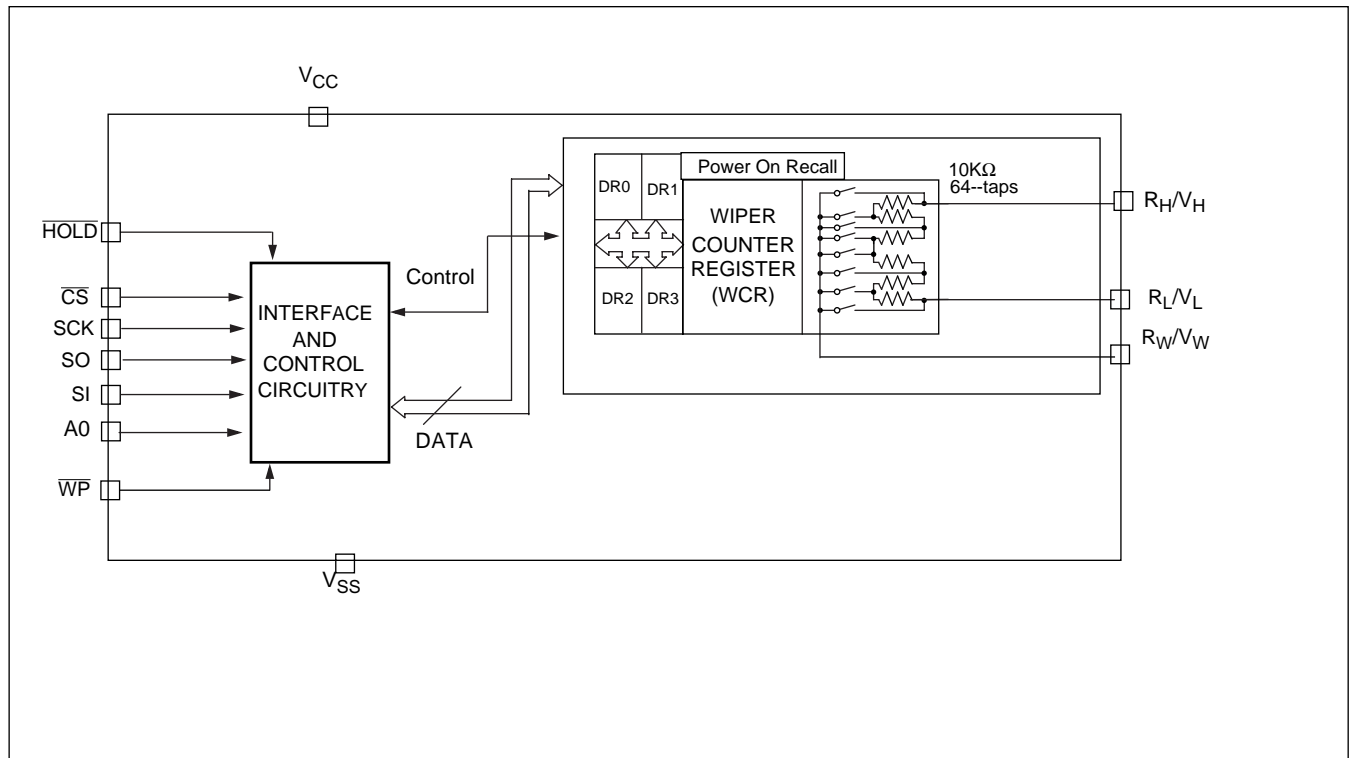 VCC
HOLD
CS
SCK
SO
SI
A0
WP
INTERFACE
AND
CONTROL
CIRCUITRY
Control
DATA
DR0
DR1
DR2
DR3
Power On Recall
WIPER
COUNTER
REGISTER
(WCR)
10KΩ
64--taps
RH/VH
RL/VL
RW/VW
VSS